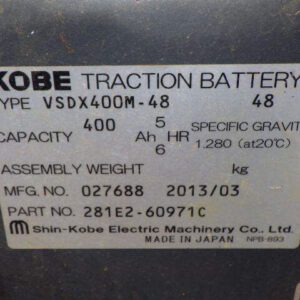 KOBE TRACTION BATTERY
TYPE VSDX400M-48 48
CAPACITY 400 Ah 5/6 HR SPECIFIC GRAVIT
1.280 (at20°C)
ASSEMBLY WEIGHT kg
MFG. NO. 027688 2013/03
PART NO. 281E2-60971C
Shin-Kobe Electric Machinery Co., Ltd.
MADE IN JAPAN NPB-893